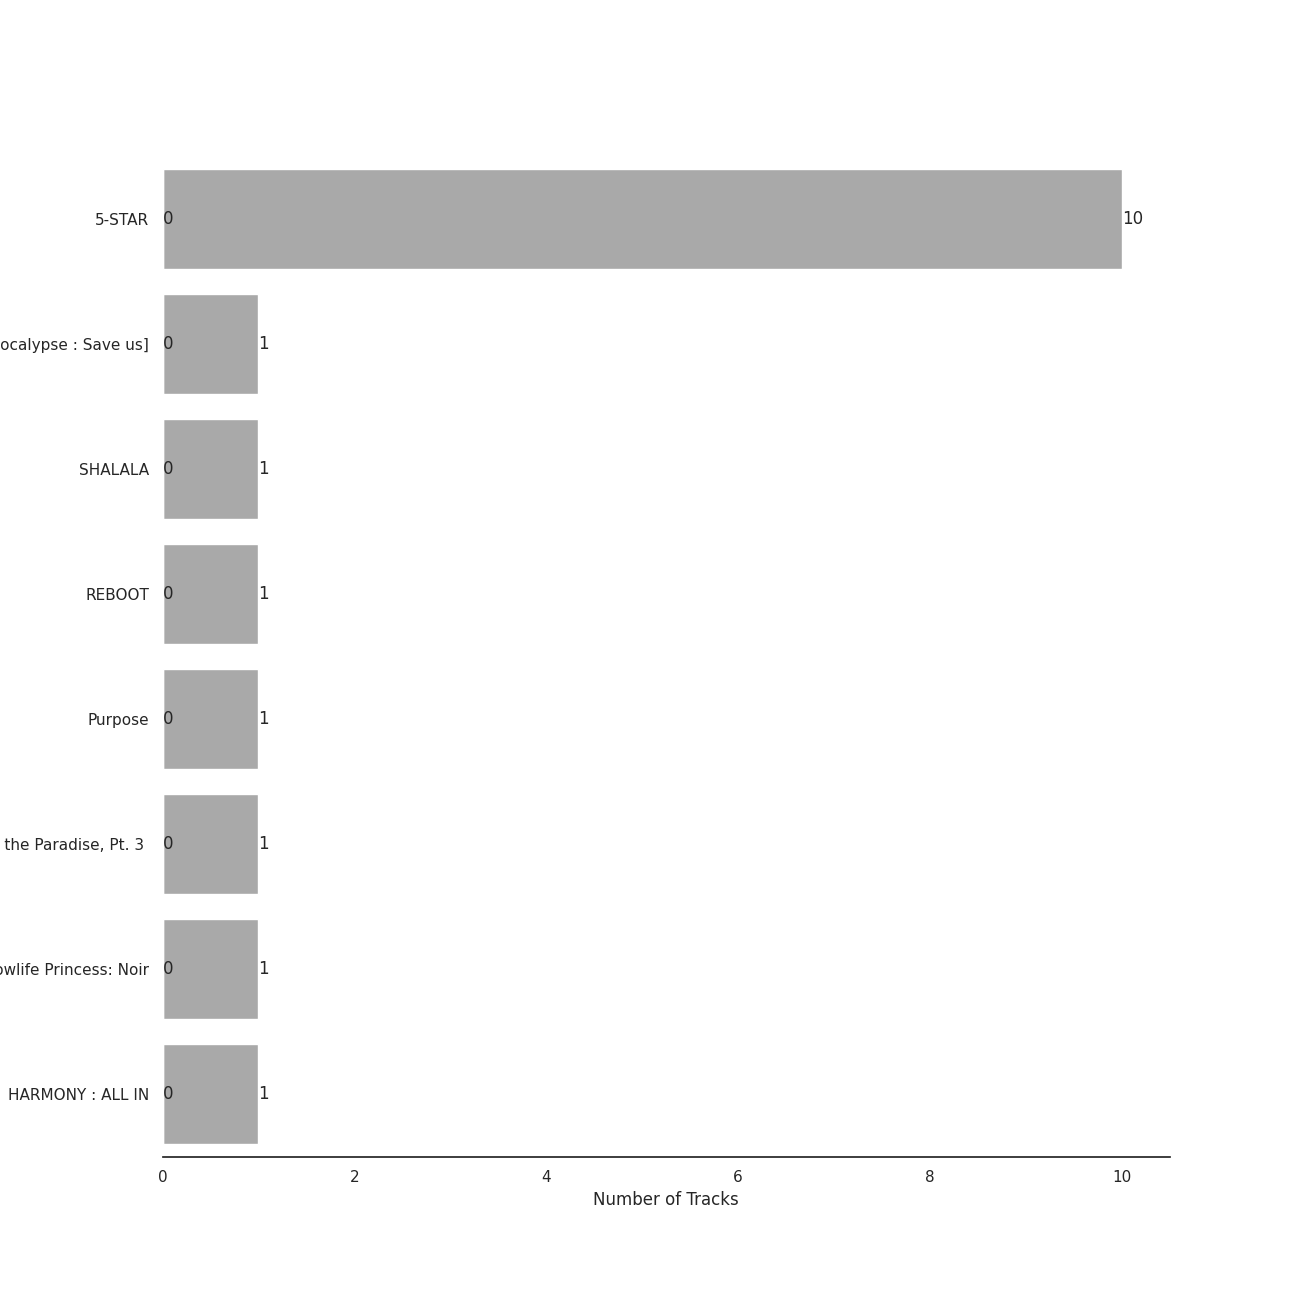 5-STAR 0 10
ocalypse : Save us] 0 1
SHALALA 0 1
REBOOT 0 1
Purpose 0 1
the Paradise, Pt. 3 0 1
owlife Princess: Noir 0 1
HARMONY : ALL IN 0 1
0 2 4 6 8 10
Number of Tracks